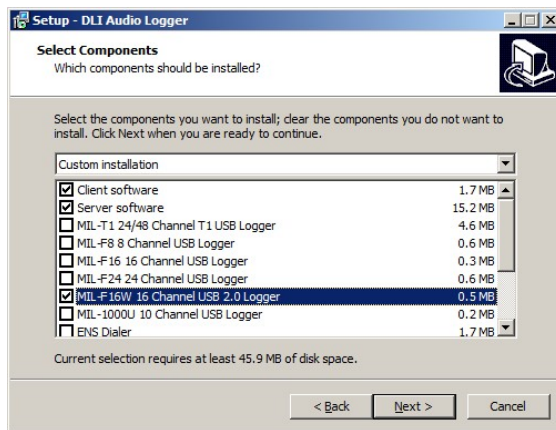 Setup - DLI Audio Logger
Select Components
Which components should be installed?
Select the components you want to install; clear the components you do not want to
install. Click Next when you are ready to continue.
Custom installation
Client software 1.7 MB
Server software 15.2 MB
MIL-T1 24/48 Channel T1 USB Logger 4.6 MB
MIL-F8 8 Channel USB Logger 0.6 MB
MIL-F16 16 Channel USB Logger 0.3 MB
MIL-F24 24 Channel USB Logger 0.6 MB
MIL-F16W 16 Channel USB 2.0 Logger 0.5 MB
MIL-1000U 10 Channel USB Logger 0.2 MB
ENS Dialer 1.7 MB
Current selection requires at least 45.9 MB of disk space.
< Back Next > Cancel